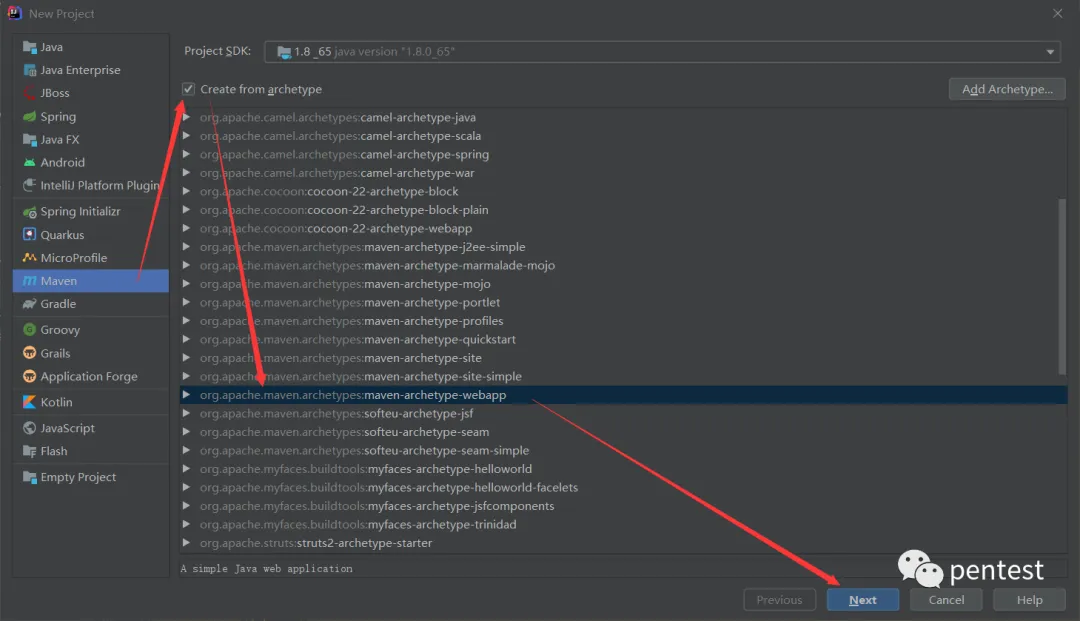 New Project
Java
Java Enterprise
JBoss
Spring
Java FX
Android
IntelliJ Platform Plugin
Spring Initializr
Quarkus
MicroProfile
Maven
Gradle
Groovy
Grails
Application Forge
Kotlin
JavaScript
Flash
Empty Project
Project SDK: 1.8 _65 java version "1.8.0_65"
Create from archetype Add Archetype...
org.apache.camel.archetypes:camel-archetype-java
org.apache.camel.archetypes:camel-archetype-scala
org.apache.camel.archetypes:camel-archetype-spring
org.apache.camel.archetypes:camel-archetype-war
org.apache.cocoon:cocoon-22-archetype-block
org.apache.cocoon:cocoon-22-archetype-block-plain
org.apache.cocoon:cocoon-22-archetype-webapp
org.apache.maven.archetypes:maven-archetype-j2ee-simple
org.apache.maven.archetypes:maven-archetype-marmalade-mojo
org.apache.maven.archetypes:maven-archetype-mojo
org.apache.maven.archetypes:maven-archetype-portlet
org.apache.maven.archetypes:maven-archetype-profiles
org.apache.maven.archetypes:maven-archetype-quickstart
org.apache.maven.archetypes:maven-archetype-site
org.apache.maven.archetypes:maven-archetype-site-simple
org.apache.maven.archetypes:maven-archetype-webapp
org.apache.maven.archetypes:softeu-archetype-jsf
org.apache.maven.archetypes:softeu-archetype-seam
org.apache.maven.archetypes:softeu-archetype-seam-simple
org.apache.myfaces.buildtools:myfaces-archetype-helloworld
org.apache.myfaces.buildtools:myfaces-archetype-helloworld-facelets
org.apache.myfaces.buildtools:myfaces-archetype-jsfcomponents
org.apache.myfaces.buildtools:myfaces-archetype-trinidad
org.apache.struts:struts2-archetype-starter
A simple Java web application
pentest
Previous Next Cancel Help